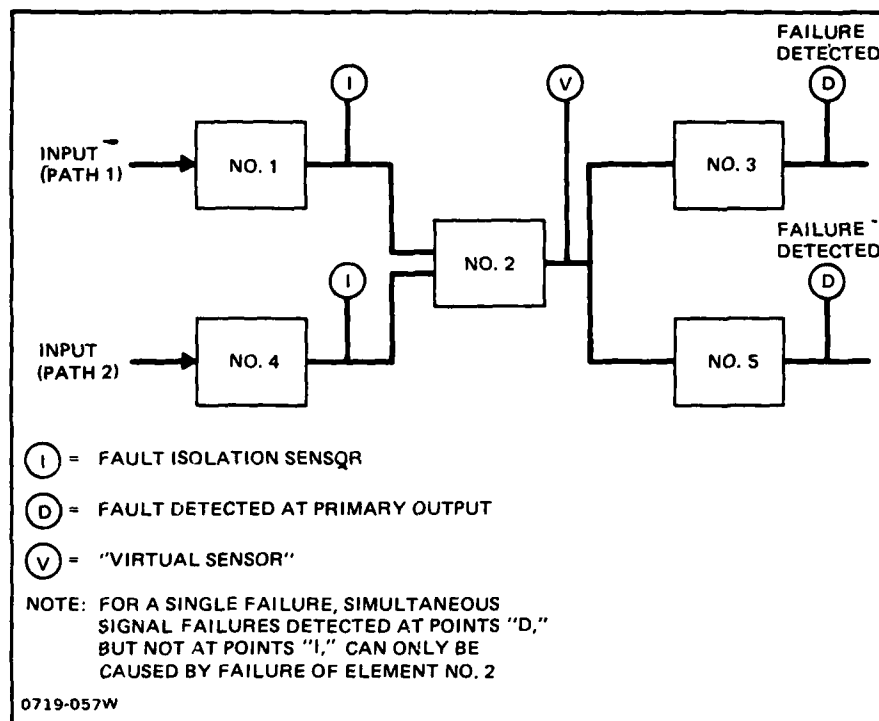 FAILURE
DETECTED
I
V
D
INPUT
(PATH 1)
NO. 1
NO. 3
FAILURE
DETECTED
NO. 2
I
D
INPUT
(PATH 2)
NO. 4
NO. 5
I = FAULT ISOLATION SENSOR
D = FAULT DETECTED AT PRIMARY OUTPUT
V = "VIRTUAL SENSOR"
NOTE: FOR A SINGLE FAILURE, SIMULTANEOUS
SIGNAL FAILURES DETECTED AT POINTS "D,"
BUT NOT AT POINTS "I," CAN ONLY BE
CAUSED BY FAILURE OF ELEMENT NO. 2
0719-057W